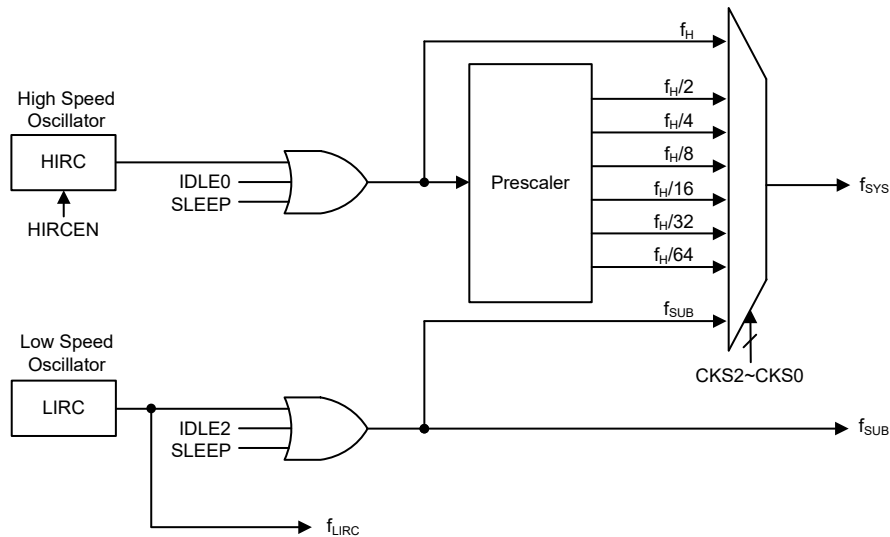 High Speed
Oscillator
HIRC
HIRCEN
IDLE0
SLEEP
Prescaler
fH
fH/2
fH/4
fH/8
fH/16
fH/32
fH/64
fSUB
CKS2~CKS0
fSYS
Low Speed
Oscillator
LIRC
IDLE2
SLEEP
fSUB
fLIRC